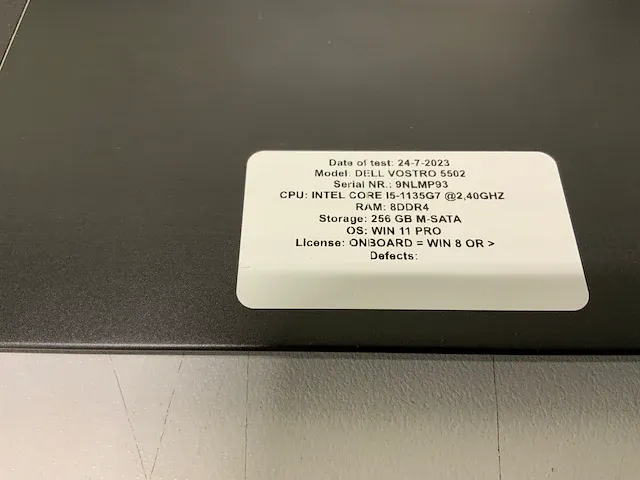 Date of test: 24-7-2023
Model: DELL VOSTRO 5502
Serial NR.: 9NLMP93
CPU: INTEL CORE I5-1135G7 @2,40GHZ
RAM: 8DDR4
Storage: 256 GB M-SATA
OS: WIN 11 PRO
License: ONBOARD = WIN 8 OR >
Defects: